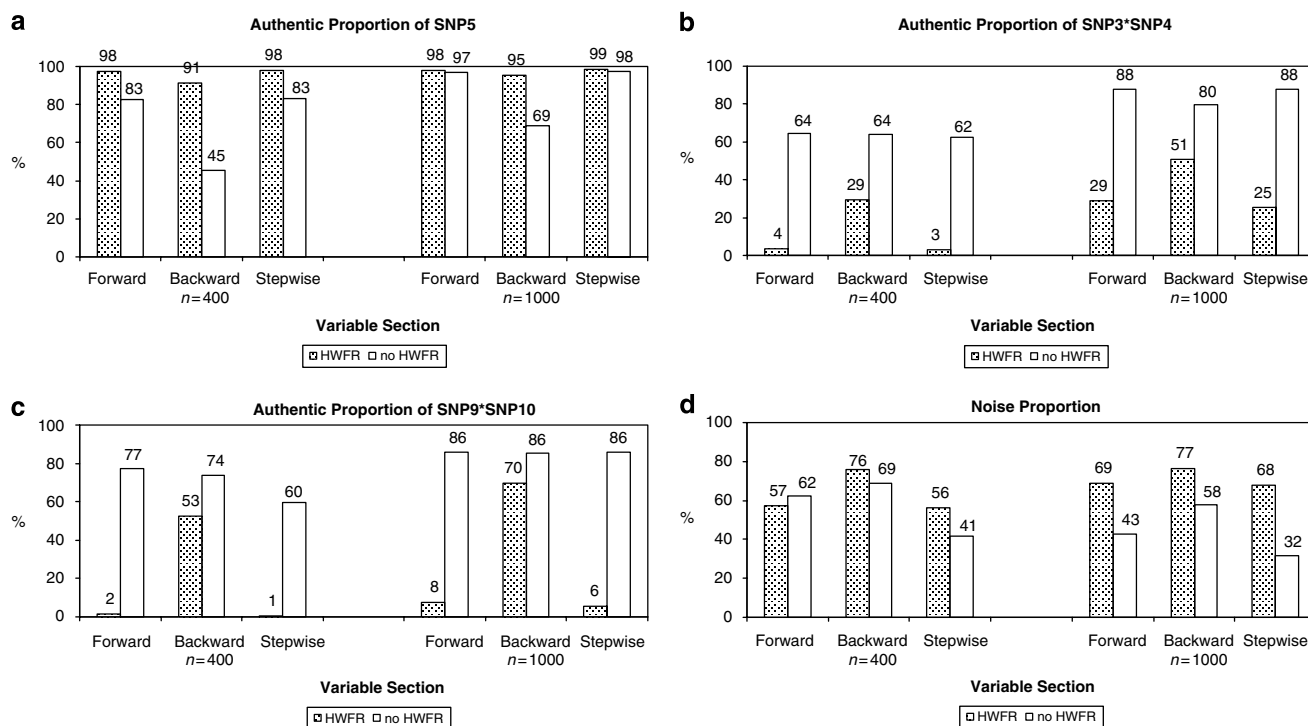 a
Authentic Proportion of SNP5
98 83 91 45 98 83 98 97 95 69 99 98
100
80
60
40
20
0
%
Forward Backward Stepwise Forward Backward Stepwise
n=400 n=1000
Variable Section
HWFR no HWFR
b
Authentic Proportion of SNP3*SNP4
4 64 29 64 3 62 29 88 51 80 25 88
100
80
60
40
20
0
%
Forward Backward Stepwise Forward Backward Stepwise
n=400 n=1000
Variable Section
HWFR no HWFR
c
Authentic Proportion of SNP9*SNP10
2 77 53 74 1 60 8 86 70 86 6 86
100
80
60
40
20
0
%
Forward Backward Stepwise Forward Backward Stepwise
n=400 n=1000
Variable Section
HWFR no HWFR
d
Noise Proportion
57 62 76 69 56 41 69 43 77 58 68 32
100
80
60
40
20
0
%
Forward Backward Stepwise Forward Backward Stepwise
n=400 n=1000
Variable Section
HWFR no HWFR